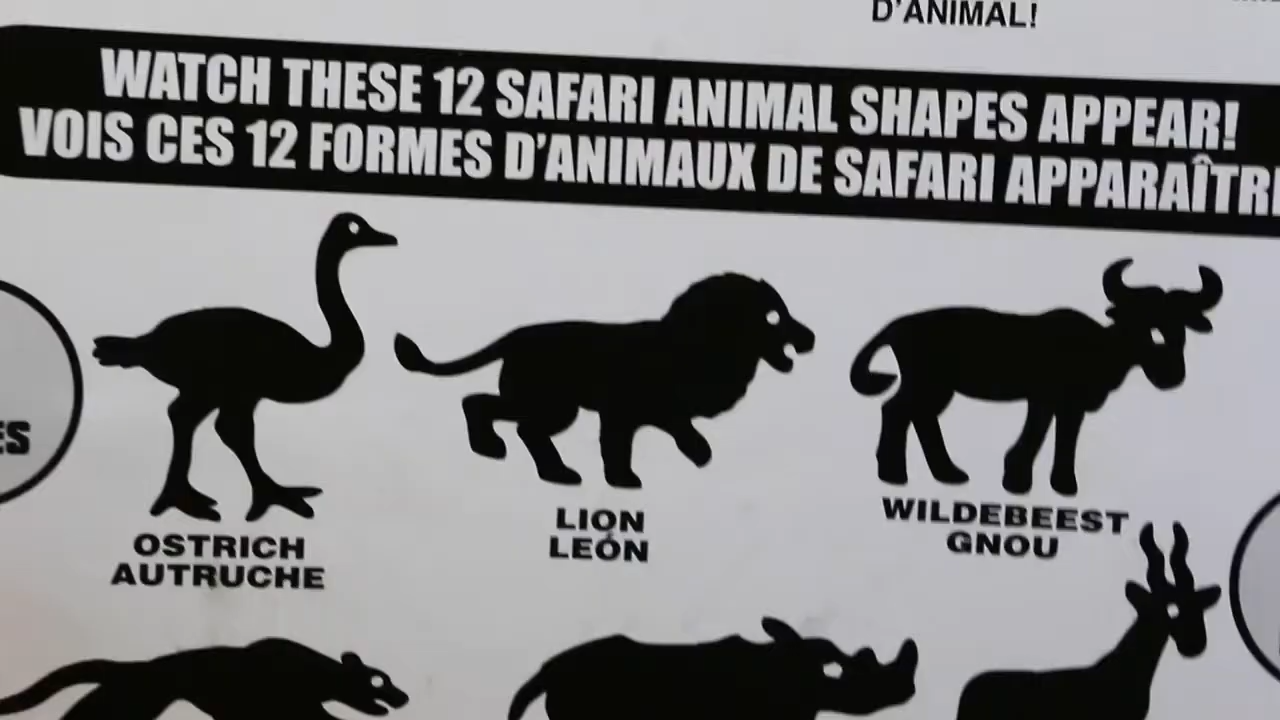 D'ANIMAL!
WATCH THESE 12 SAFARI ANIMAL SHAPES APPEAR!
VOIS CES 12 FORMES D'ANIMAUX DE SAFARI
OSTRICH
AUTRUCHE
LION
LEÓN
WILDEBEEST
GNOU